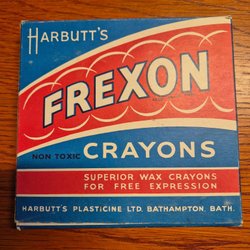 HARBUTT'S
FREXON
NON TOXIC CRAYONS
SUPERIOR WAX CRAYONS
FOR FREE EXPRESSION
HARBUTT'S PLASTICINE LTD. BATHAMPTON, BATH.